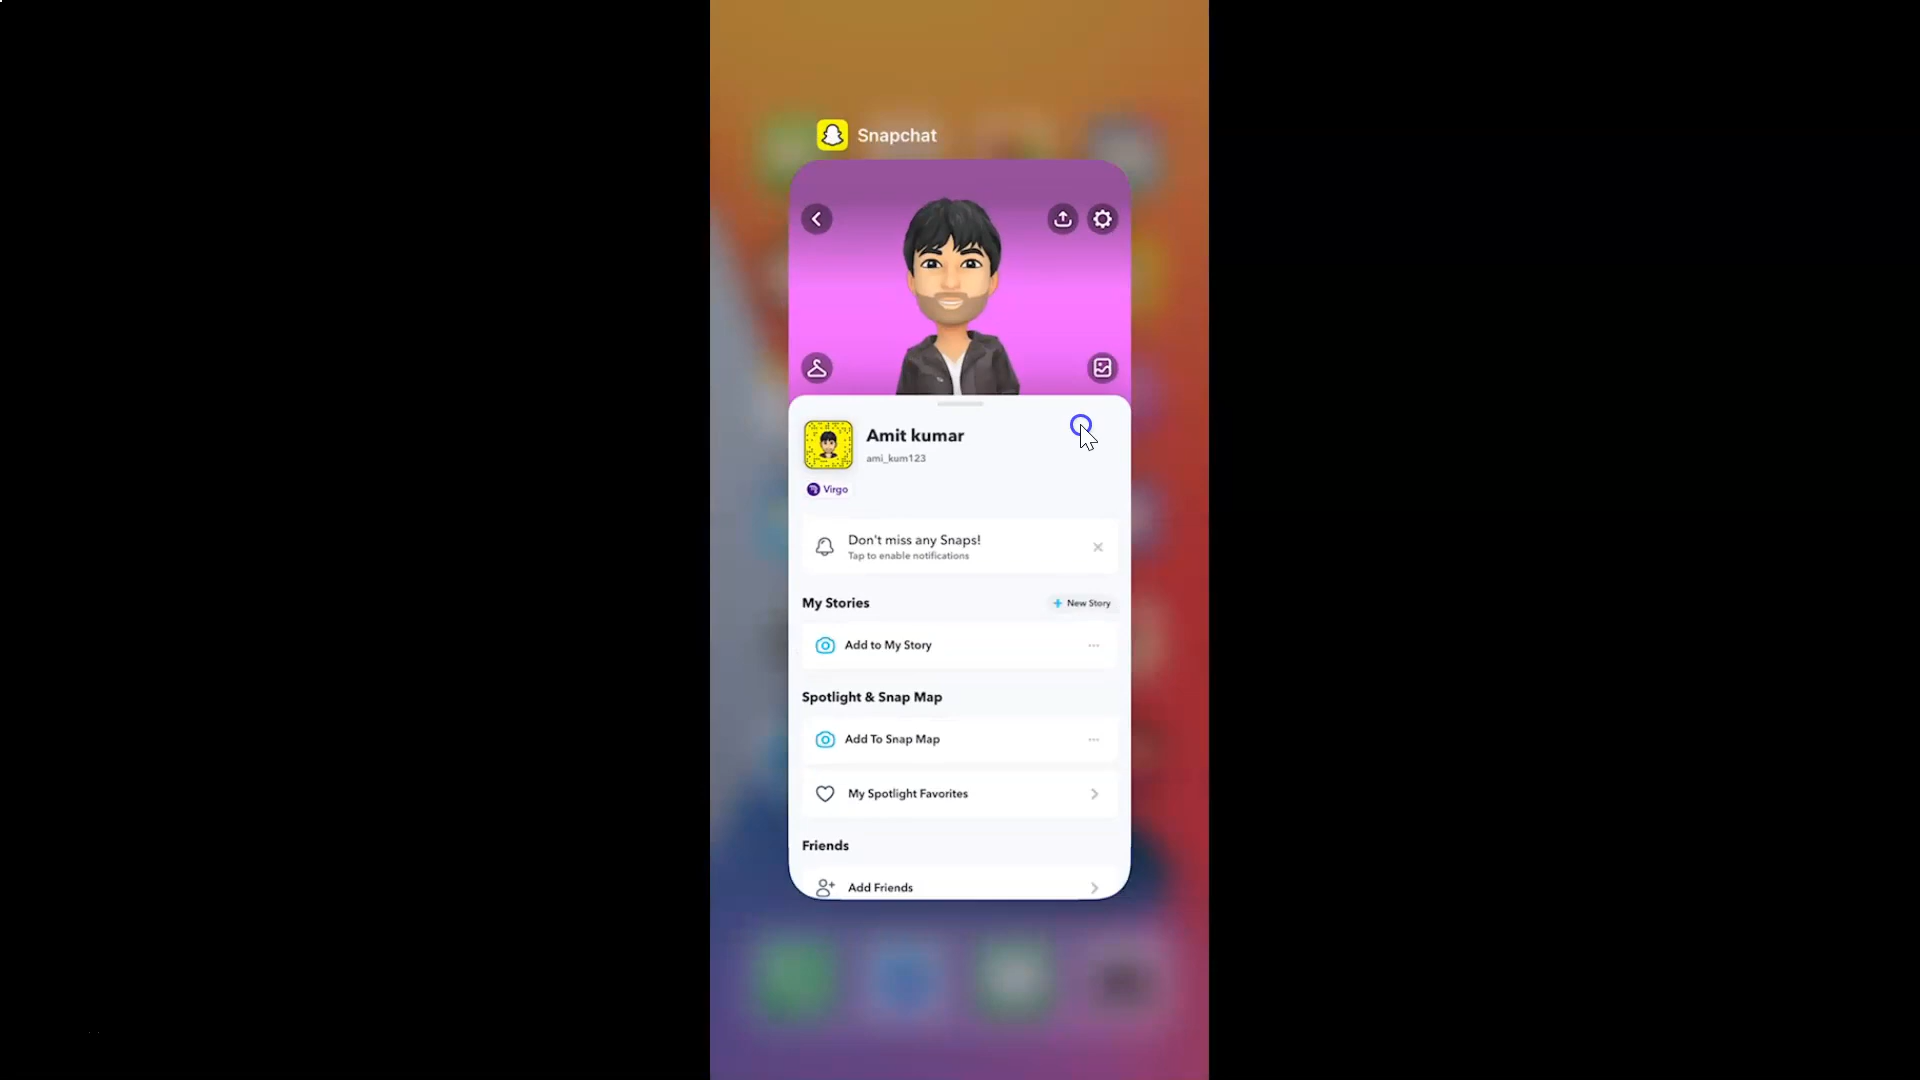 Snapchat
Amit kumar
ami_kum123
Virgo
Don't miss any Snaps!
Tap to enable notifications
My Stories
+ New Story
Add to My Story
Spotlight & Snap Map
Add To Snap Map
My Spotlight Favorites
Friends
Add Friends